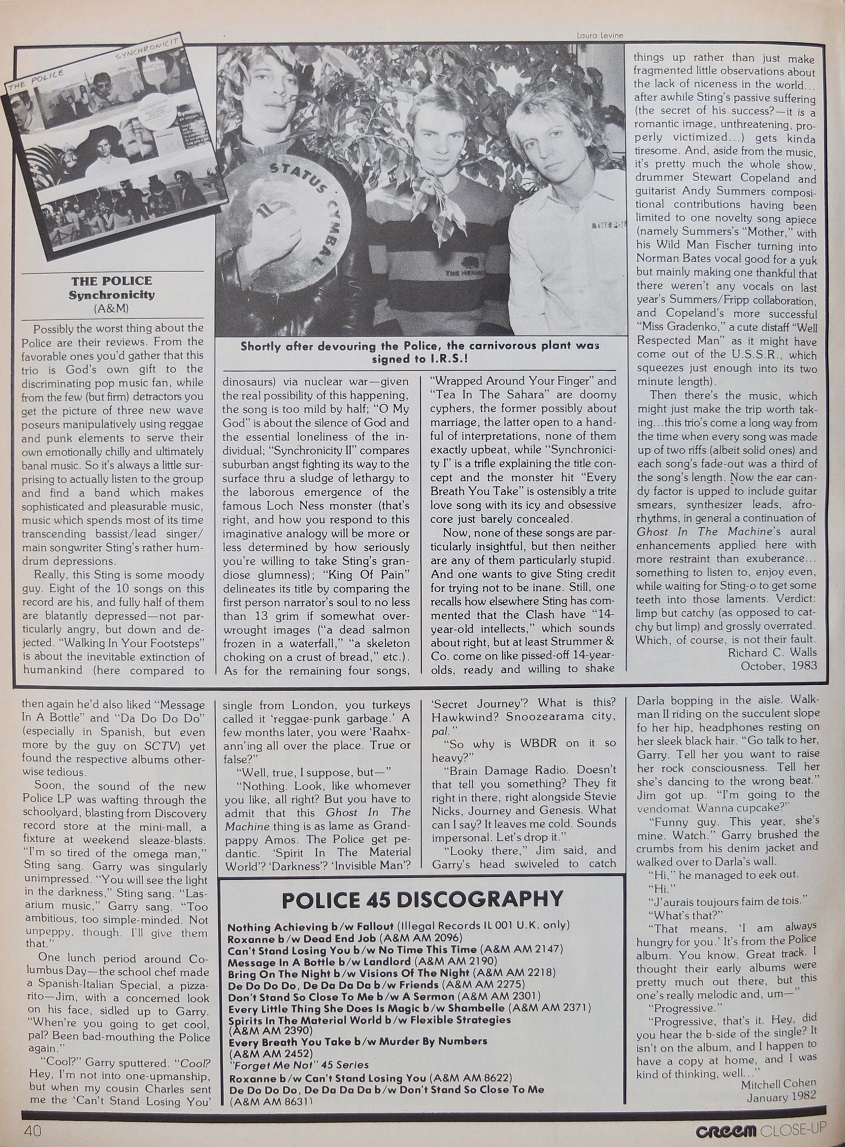 Laura Levine
THE POLICE SYNCHRONICIT
STATUS CYMBAL
THE POL
Shortly after devouring the Police, the carnivorous plant was
signed to I.R.S.!
THE POLICE
Synchronicity
(A&M)
Possibly the worst thing about the
Police are their reviews. From the
favorable ones you'd gather that this
trio is God's own gift to the
discriminating pop music fan, while
from the few (but firm) detractors you
get the picture of three new wave
poseurs manipulatively using reggae
and punk elements to serve their
own emotionally chilly and ultimately
banal music. So it's always a little sur-
prising to actually listen to the group
and find a band which makes
sophisticated and pleasurable music,
music which spends most of its time
transcending bassist/lead singer/
main songwriter Sting's rather hum-
drum depressions.
Really, this Sting is some moody
guy. Eight of the 10 songs on this
record are his, and fully half of them
are blatantly depressed—not par-
ticularly angry, but down and de-
jected. "Walking In Your Footsteps"
is about the inevitable extinction of
humankind (here compared to
dinosaurs) via nuclear war—given
the real possibility of this happening,
the song is too mild by half; "O My
God" is about the silence of God and
the essential loneliness of the in-
dividual; "Synchronicity II" compares
suburban angst fighting its way to the
surface thru a sludge of lethargy to
the laborous emergence of the
famous Loch Ness monster (that's
right, and how you respond to this
imaginative analogy will be more or
less determined by how seriously
you're willing to take Sting's gran-
diose glumness); "King Of Pain"
delineates its title by comparing the
first person narrator's soul to no less
than 13 grim if somewhat over-
wrought images ("a dead salmon
frozen in a waterfall," "a skeleton
choking on a crust of bread," etc.).
As for the remaining four songs,
"Wrapped Around Your Finger" and
"Tea In The Sahara" are doomy
cyphers, the former possibly about
marriage, the latter open to a hand-
ful of interpretations, none of them
exactly upbeat, while "Synchronici-
ty I" is a trifle explaining the title con-
cept and the monster hit "Every
Breath You Take" is ostensibly a trite
love song with its icy and obsessive
core just barely concealed.
Now, none of these songs are par-
ticularly insightful, but then neither
are any of them particularly stupid.
And one wants to give Sting credit
for trying not to be inane. Still, one
recalls how elsewhere Sting has com-
mented that the Clash have "14-
year-old intellects," which sounds
about right, but at least Strummer &
Co. come on like pissed-off 14-year-
olds, ready and willing to shake
things up rather than just make
fragmented little observations about
the lack of niceness in the world...
after awhile Sting's passive suffering
(the secret of his success?—it is a
romantic image, unthreatening, pro-
perly victimized...) gets kinda
tiresome. And, aside from the music,
it's pretty much the whole show,
drummer Stewart Copeland and
guitarist Andy Summers composi-
tional contributions having been
limited to one novelty song apiece
(namely Summers's "Mother," with
his Wild Man Fischer turning into
Norman Bates vocal good for a yuk
but mainly making one thankful that
there weren't any vocals on last
year's Summers/Fripp collaboration,
and Copeland's more successful
"Miss Gradenko," a cute distaff "Well
Respected Man" as it might have
come out of the U.S.S.R., which
squeezes just enough into its two
minute length).
Then there's the music, which
might just make the trip worth tak-
ing...this trio's come a long way from
the time when every song was made
up of two riffs (albeit solid ones) and
each song's fade-out was a third of
the song's length. Now the ear can-
dy factor is upped to include guitar
smears, synthesizer leads, afro-
rhythms, in general a continuation of
Ghost In The Machine's aural
enhancements applied here with
more restraint than exuberance...
something to listen to, enjoy even,
while waiting for Sting-o to get some
teeth into those laments. Verdict:
limp but catchy (as opposed to cat-
chy but limp) and grossly overrated.
Which, of course, is not their fault.
Richard C. Walls
October, 1983
then again he'd also liked "Message
In A Bottle" and "Da Do Do Do"
(especially in Spanish, but even
more by the guy on SCTV) yet
found the respective albums other-
wise tedious.
Soon, the sound of the new
Police LP was wafting through the
schoolyard, blasting from Discovery
record store at the mini-mall, a
fixture at weekend sleaze-blasts.
"I'm so tired of the omega man,"
Sting sang. Garry was singularly
unimpressed. "You will see the light
in the darkness," Sting sang. "Las-
arium music," Garry sang. "Too
ambitious, too simple-minded. Not
unpeppy, though. I'll give them
that."
One lunch period around Co-
lumbus Day—the school chef made
a Spanish-Italian Special, a pizza-
rito—Jim, with a concerned look
on his face, sidled up to Garry.
"When're you going to get cool,
pal? Been bad-mouthing the Police
again."
"Cool?" Garry sputtered. "Cool?
Hey, I'm not into one-upmanship,
but when my cousin Charles sent
me the 'Can't Stand Losing You'
single from London, you turkeys
called it 'reggae-punk garbage.' A
few months later, you were 'Raahx-
ann'ing all over the place. True or
false?"
"Well, true, I suppose, but—"
"Nothing. Look, like whomever
you like, all right? But you have to
admit that this Ghost In The
Machine thing is as lame as Grand-
pappy Amos. The Police get pe-
dantic. 'Spirit In The Material
World'? 'Darkness'? 'Invisible Man'?
'Secret Journey'? What is this?
Hawkwind? Snoozearama city,
pal."
"So why is WBDR on it so
heavy?"
"Brain Damage Radio. Doesn't
that tell you something? They fit
right in there, right alongside Stevie
Nicks, Journey and Genesis. What
can I say? It leaves me cold. Sounds
impersonal. Let's drop it."
"Looky there," Jim said, and
Garry's head swiveled to catch
Darla bopping in the aisle. Walk-
man II riding on the succulent slope
fo her hip, headphones resting on
her sleek black hair. "Go talk to her,
Garry. Tell her you want to raise
her rock consciousness. Tell her
she's dancing to the wrong beat."
Jim got up. "I'm going to the
vendomat. Wanna cupcake?"
"Funny guy. This year, she's
mine. Watch." Garry brushed the
crumbs from his denim jacket and
walked over to Darla's wall.
"Hi," he managed to eek out.
"Hi."
"J'aurais toujours faim de tois."
"What's that?"
"That means, 'I am always
hungry for you.' It's from the Police
album. You know. Great track. I
thought their early albums were
pretty much out there, but this
one's really melodic and, um—"
"Progressive."
"Progressive, that's it. Hey, did
you hear the b-side of the single? It
isn't on the album, and I happen to
have a copy at home, and I was
kind of thinking, well..."
Mitchell Cohen
January 1982
POLICE 45 DISCOGRAPHY
Nothing Achieving b/w Fallout (Illegal Records IL 001 U.K. only)
Roxanne b/w Dead End Job (A&M AM 2096)
Can't Stand Losing You b/w No Time This Time (A&M AM 2147)
Message In A Bottle b/w Landlord (A&M AM 2190)
Bring On The Night b/w Visions Of The Night (A&M AM 2218)
De Do Do Do, De Da Da Da b/w Friends (A&M AM 2275)
Don't Stand So Close To Me b/w A Sermon (A&M AM 2301)
Every Little Thing She Does Is Magic b/w Shambelle (A&M AM 2371)
Spirits In The Material World b/w Flexible Strategies
(A&M AM 2390)
Every Breath You Take b/w Murder By Numbers
(A&M AM 2452)
"Forget Me Not" 45 Series
Roxanne b/w Can't Stand Losing You (A&M AM 8622)
De Do Do Do, De Da Da Da b/w Don't Stand So Close To Me
(A&M AM 8631)
40
CREEM CLOSE-UP